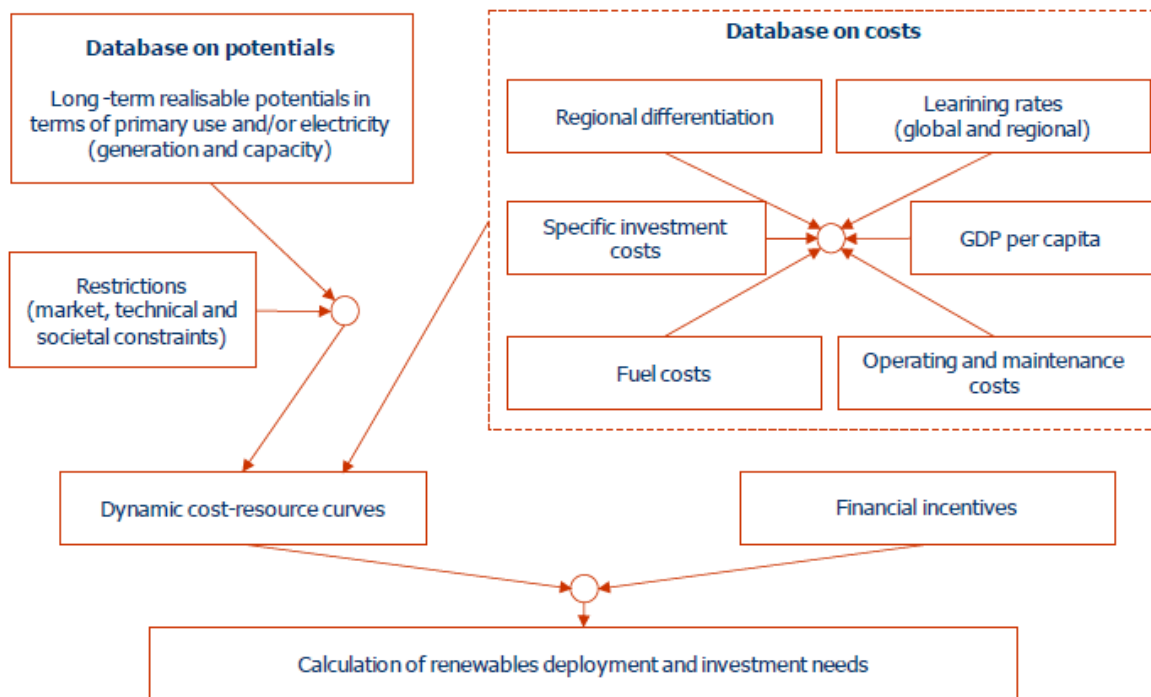 Database on potentials
Long -term realisable potentials in
terms of primary use and/or electricity
(generation and capacity)
Database on costs
Regional differentiation
Learining rates
(global and regional)
Specific investment
costs
GDP per capita
Restrictions
(market, technical and
societal constraints)
Fuel costs
Operating and maintenance
costs
Dynamic cost-resource curves
Financial incentives
Calculation of renewables deployment and investment needs